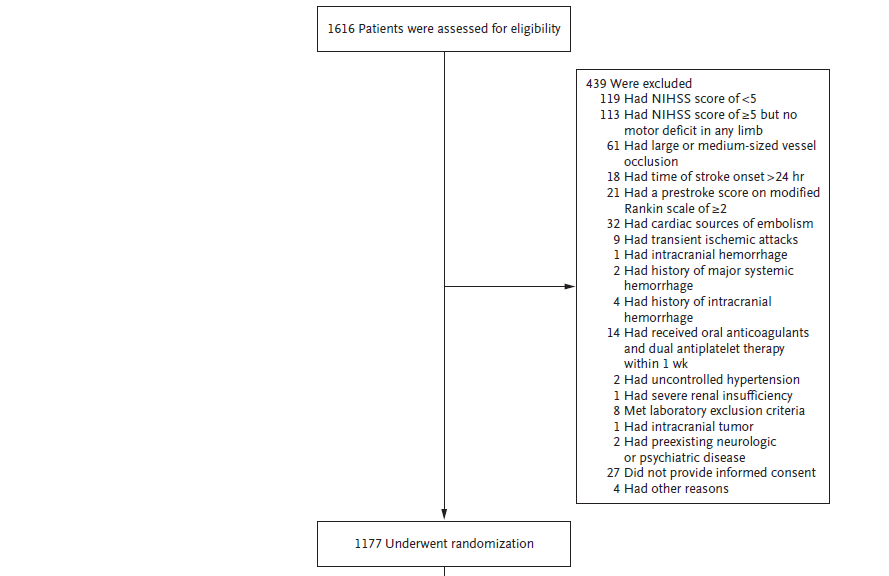 1616 Patients were assessed for eligibility
439 Were excluded
119 Had NIHSS score of <5
113 Had NIHSS score of ≥5 but no
motor deficit in any limb
61 Had large or medium-sized vessel
occlusion
18 Had time of stroke onset >24 hr
21 Had a prestroke score on modified
Rankin scale of ≥2
32 Had cardiac sources of embolism
9 Had transient ischemic attacks
1 Had intracranial hemorrhage
2 Had history of major systemic
hemorrhage
4 Had history of intracranial
hemorrhage
14 Had received oral anticoagulants
and dual antiplatelet therapy
within 1 wk
2 Had uncontrolled hypertension
1 Had severe renal insufficiency
8 Met laboratory exclusion criteria
1 Had intracranial tumor
2 Had preexisting neurologic
or psychiatric disease
27 Did not provide informed consent
4 Had other reasons
1177 Underwent randomization